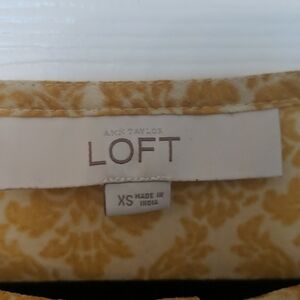 ANN TAYLOR
LOFT
XS MADE IN
INDIA